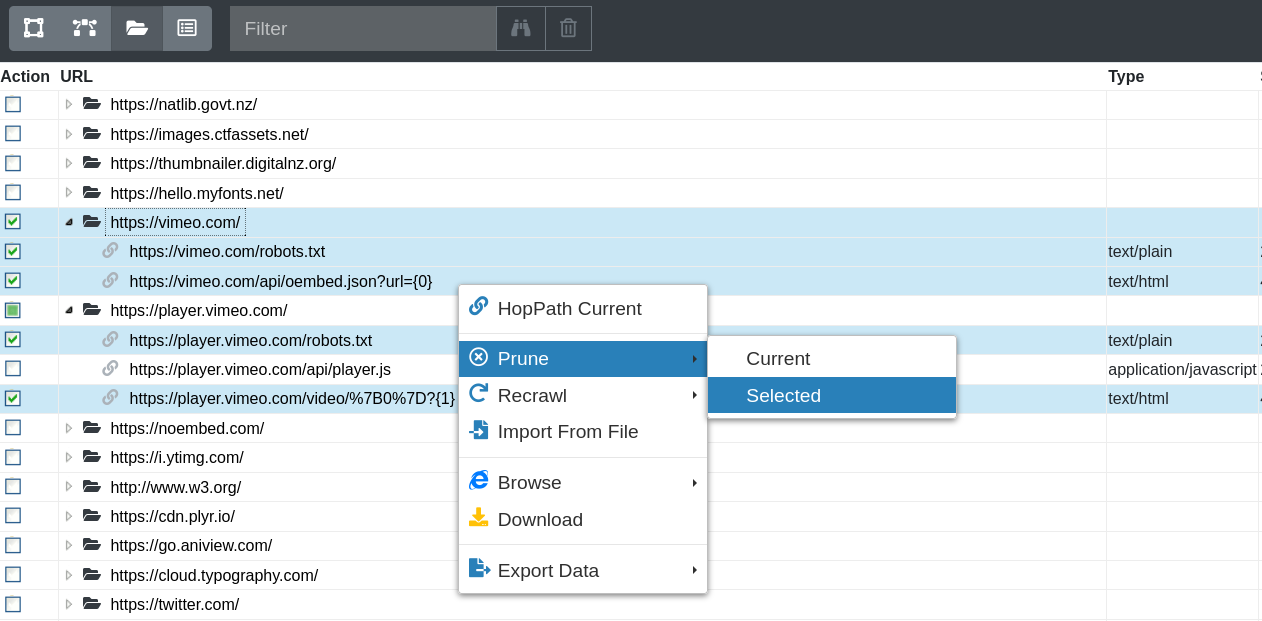 Filter
Action URL Type
https://natlib.govt.nz/
https://images.ctfassets.net/
https://thumbnailer.digitalnz.org/
https://hello.myfonts.net/
https://vimeo.com/
https://vimeo.com/robots.txt text/plain
https://vimeo.com/api/oembed.json?url={0} text/html
https://player.vimeo.com/
https://player.vimeo.com/robots.txt text/plain
https://player.vimeo.com/api/player.js application/javascript
https://player.vimeo.com/video/%7B0%7D?{1} text/html
https://noembed.com/
https://i.ytimg.com/
http://www.w3.org/
https://cdn.plyr.io/
https://go.aniview.com/
https://cloud.typography.com/
https://twitter.com/
HopPath Current
Prune
Recrawl
Import From File
Browse
Download
Export Data
Current
Selected